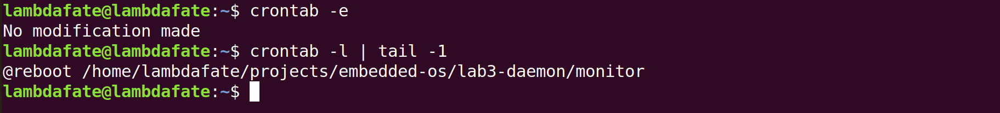 lambdafate@lambdafate:~$ crontab -e
No modification made
lambdafate@lambdafate:~$ crontab -l | tail -1
@reboot /home/lambdafate/projects/embedded-os/lab3-daemon/monitor
lambdafate@lambdafate:~$